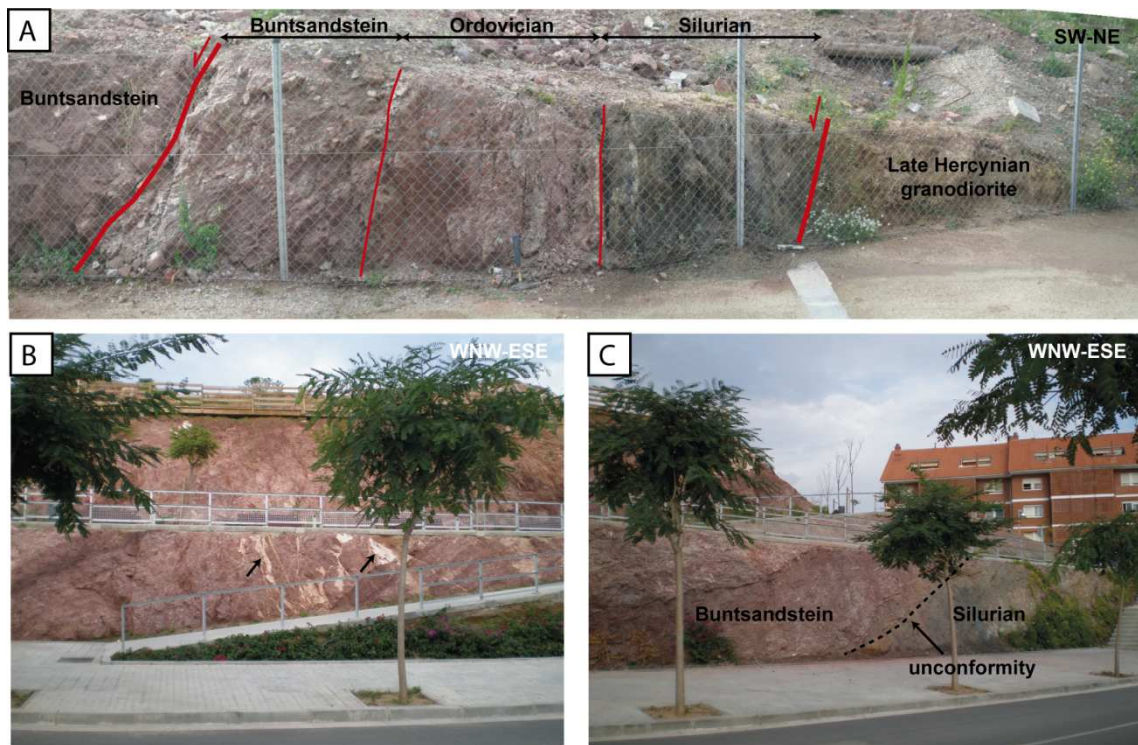 A
Buntsandstein
Ordovician
Silurian
SW-NE
Buntsandstein
Late Hercynian
granodiorite
B
WNW-ESE
C
WNW-ESE
Buntsandstein
Silurian
unconformity